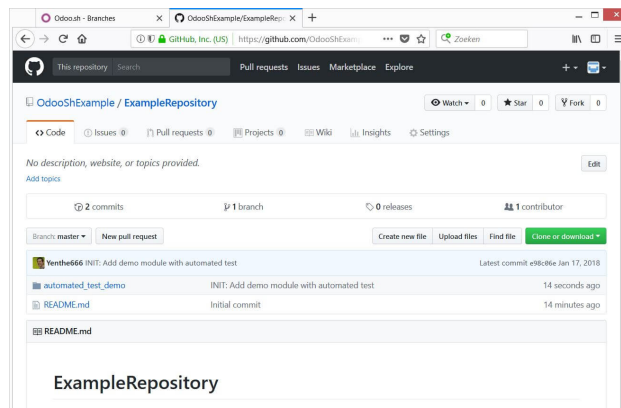 Odoo.sh - Branches
OdooShExample/ExampleRepo
GitHub, Inc. (US) https://github.com/OdooShExam
Zoeken
This repository Search Pull requests Issues Marketplace Explore
OdooShExample / ExampleRepository
Watch 0 Star 0 Fork 0
Code Issues 0 Pull requests 0 Projects 0 Wiki Insights Settings
No description, website, or topics provided. Edit
Add topics
2 commits 1 branch 0 releases 1 contributor
Branch: master New pull request Create new file Upload files Find file Clone or download
Yenthe666 INIT: Add demo module with automated test Latest commit e98c06e Jan 17, 2018
automated_test_demo INIT: Add demo module with automated test 14 seconds ago
README.md Initial commit 14 minutes ago
README.md
ExampleRepository